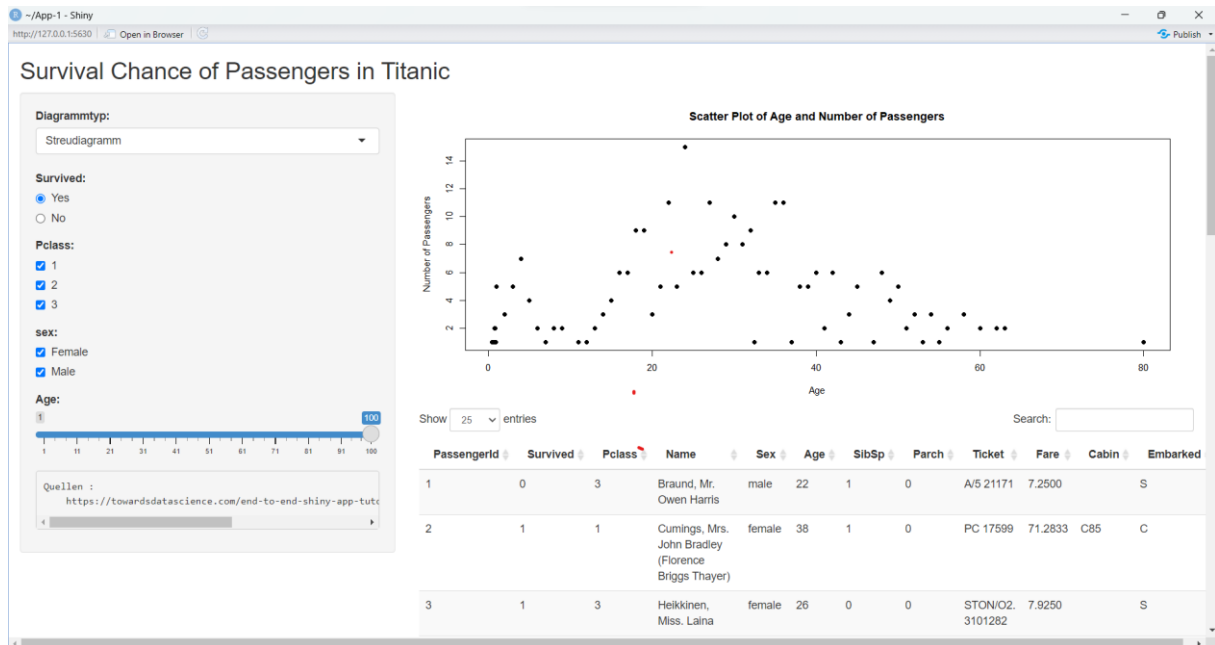 ~/App-1 - Shiny
http://127.0.0.1:5630 Open in Browser Publish
Survival Chance of Passengers in Titanic
Diagrammtyp:
Streudiagramm
Survived:
Yes
No
Pclass:
1
2
3
sex:
Female
Male
Age:
1 100
1 11 21 31 41 51 61 71 81 91 100
Quellen :
https://towardsdatascience.com/end-to-end-shiny-app-tuto
Scatter Plot of Age and Number of Passengers
Number of Passengers
14
12
10
8
6
4
2
0 20 40 60 80
Age
Show 25 entries Search:
PassengerId Survived Pclass Name Sex Age SibSp Parch Ticket Fare Cabin Embarked
1 0 3 Braund, Mr. male 22 1 0 A/5 21171 7.2500 S
Owen Harris
2 1 1 Cumings, Mrs. female 38 1 0 PC 17599 71.2833 C85 C
John Bradley
(Florence
Briggs Thayer)
3 1 3 Heikkinen, female 26 0 0 STON/O2. 7.9250 S
Miss. Laina 3101282